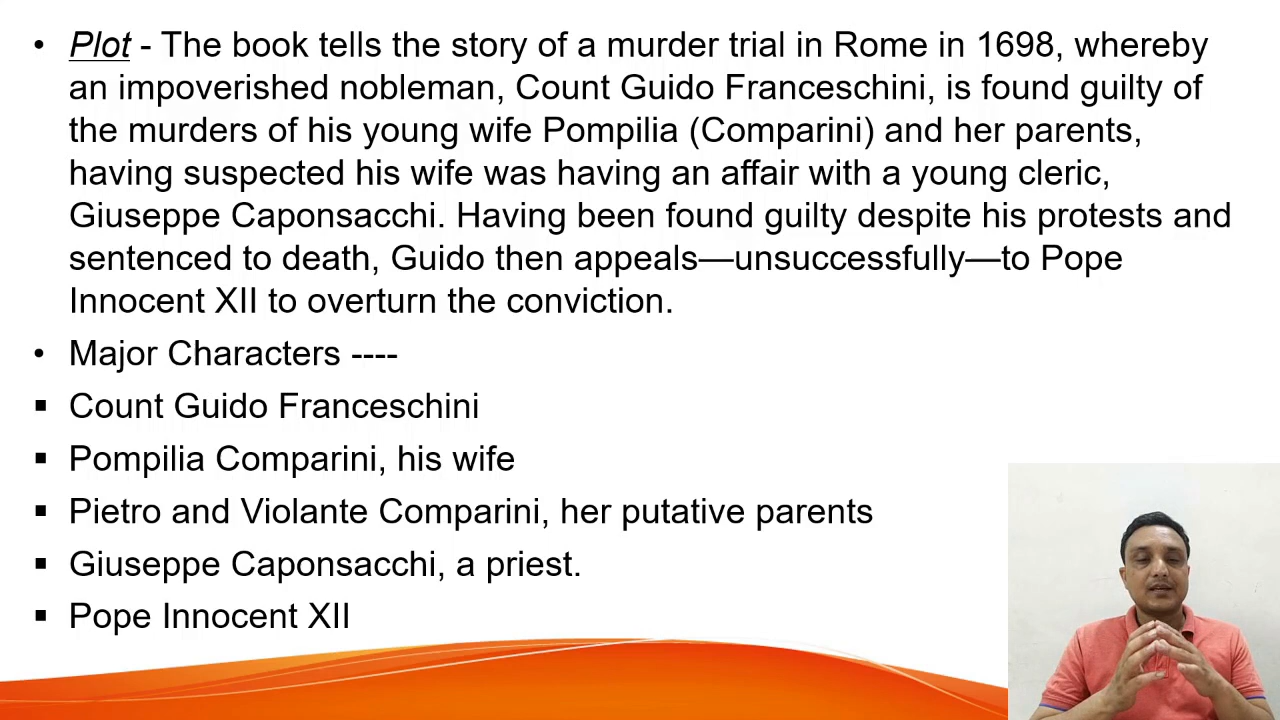 • Plot - The book tells the story of a murder trial in Rome in 1698, whereby
an impoverished nobleman, Count Guido Franceschini, is found guilty of
the murders of his young wife Pompilia (Comparini) and her parents,
having suspected his wife was having an affair with a young cleric,
Giuseppe Caponsacchi. Having been found guilty despite his protests and
sentenced to death, Guido then appeals—unsuccessfully—to Pope
Innocent XII to overturn the conviction.
• Major Characters ----
▪ Count Guido Franceschini
▪ Pompilia Comparini, his wife
▪ Pietro and Violante Comparini, her putative parents
▪ Giuseppe Caponsacchi, a priest.
▪ Pope Innocent XII